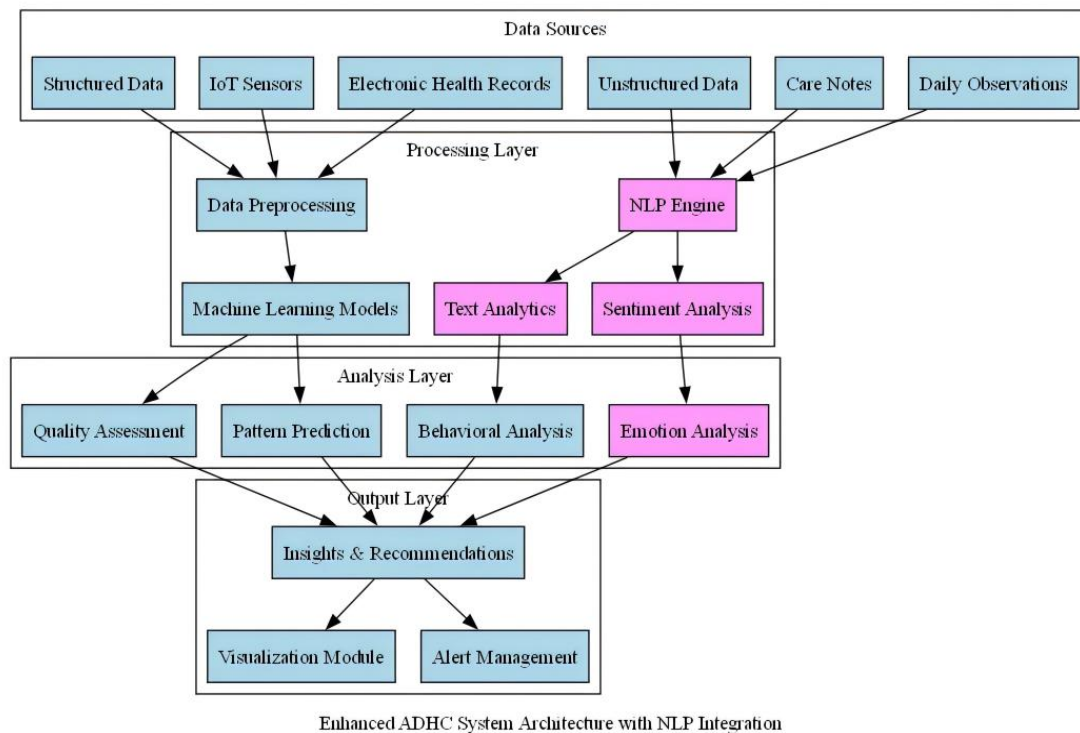 Data Sources
Structured Data
IoT Sensors
Electronic Health Records
Unstructured Data
Care Notes
Daily Observations
Processing Layer
Data Preprocessing
NLP Engine
Machine Learning Models
Text Analytics
Sentiment Analysis
Analysis Layer
Quality Assessment
Pattern Prediction
Behavioral Analysis
Emotion Analysis
Output Layer
Insights & Recommendations
Visualization Module
Alert Management
Enhanced ADHC System Architecture with NLP Integration